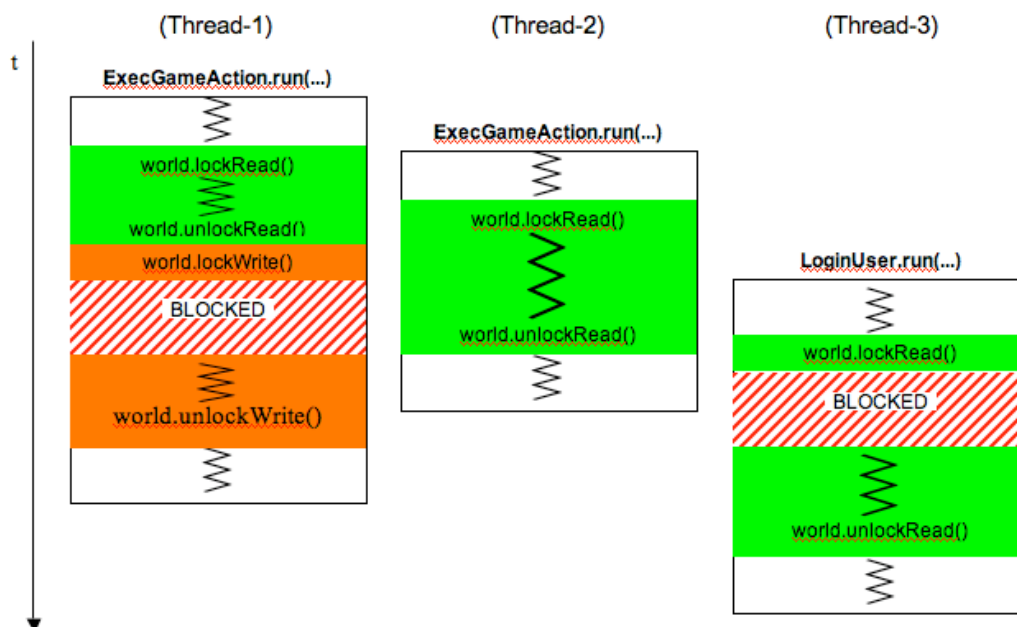 (Thread-1)
(Thread-2)
(Thread-3)
t
ExecGameAction.run(...)
world.lockRead()
world.unlockRead()
world.lockWrite()
BLOCKED
world.unlockWrite()
ExecGameAction.run(...)
world.lockRead()
world.unlockRead()
LoginUser.run(...)
world.lockRead()
BLOCKED
world.unlockRead()